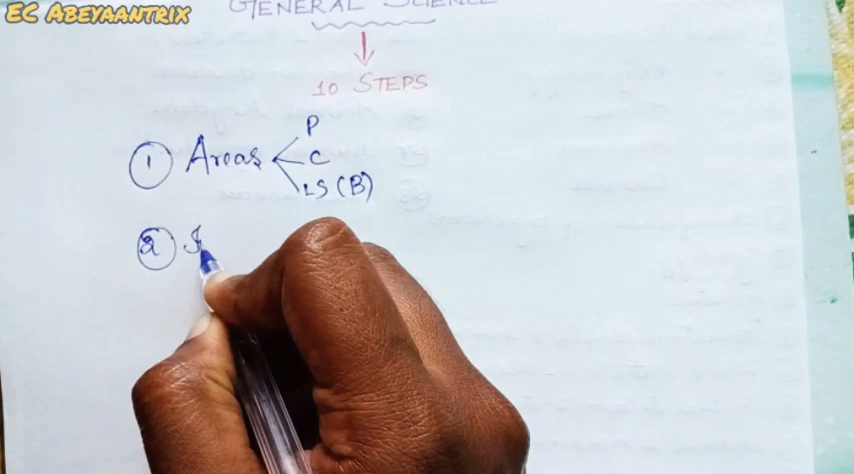 EC ABEYAANTRIX
GENERAL SCIENCE
10 STEPS
① Areas
P
C
LS (B)
②